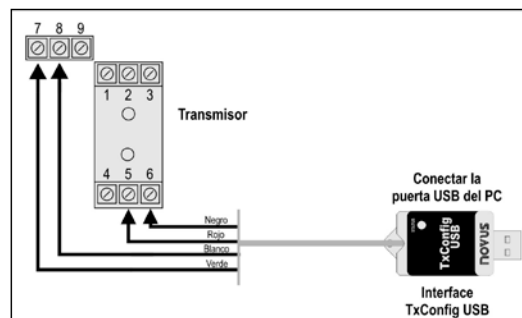 7 8 9
1 2 3
Transmisor
4 5 6
Negro
Rojo
Blanco
Verde
Conectar la
puerta USB del PC
TxConfig
USB
novus
Interface
TxConfig USB